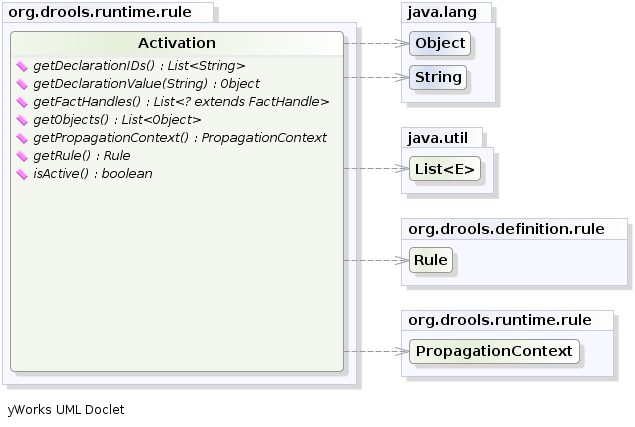 org.drools.runtime.rule
Activation
getDeclarationIDs() : List<String>
getDeclarationValue(String) : Object
getFactHandles() : List<? extends FactHandle>
getObjects() : List<Object>
getPropagationContext() : PropagationContext
getRule() : Rule
isActive() : boolean
java.lang
Object
String
java.util
List<E>
org.drools.definition.rule
Rule
org.drools.runtime.rule
PropagationContext
yWorks UML Doclet